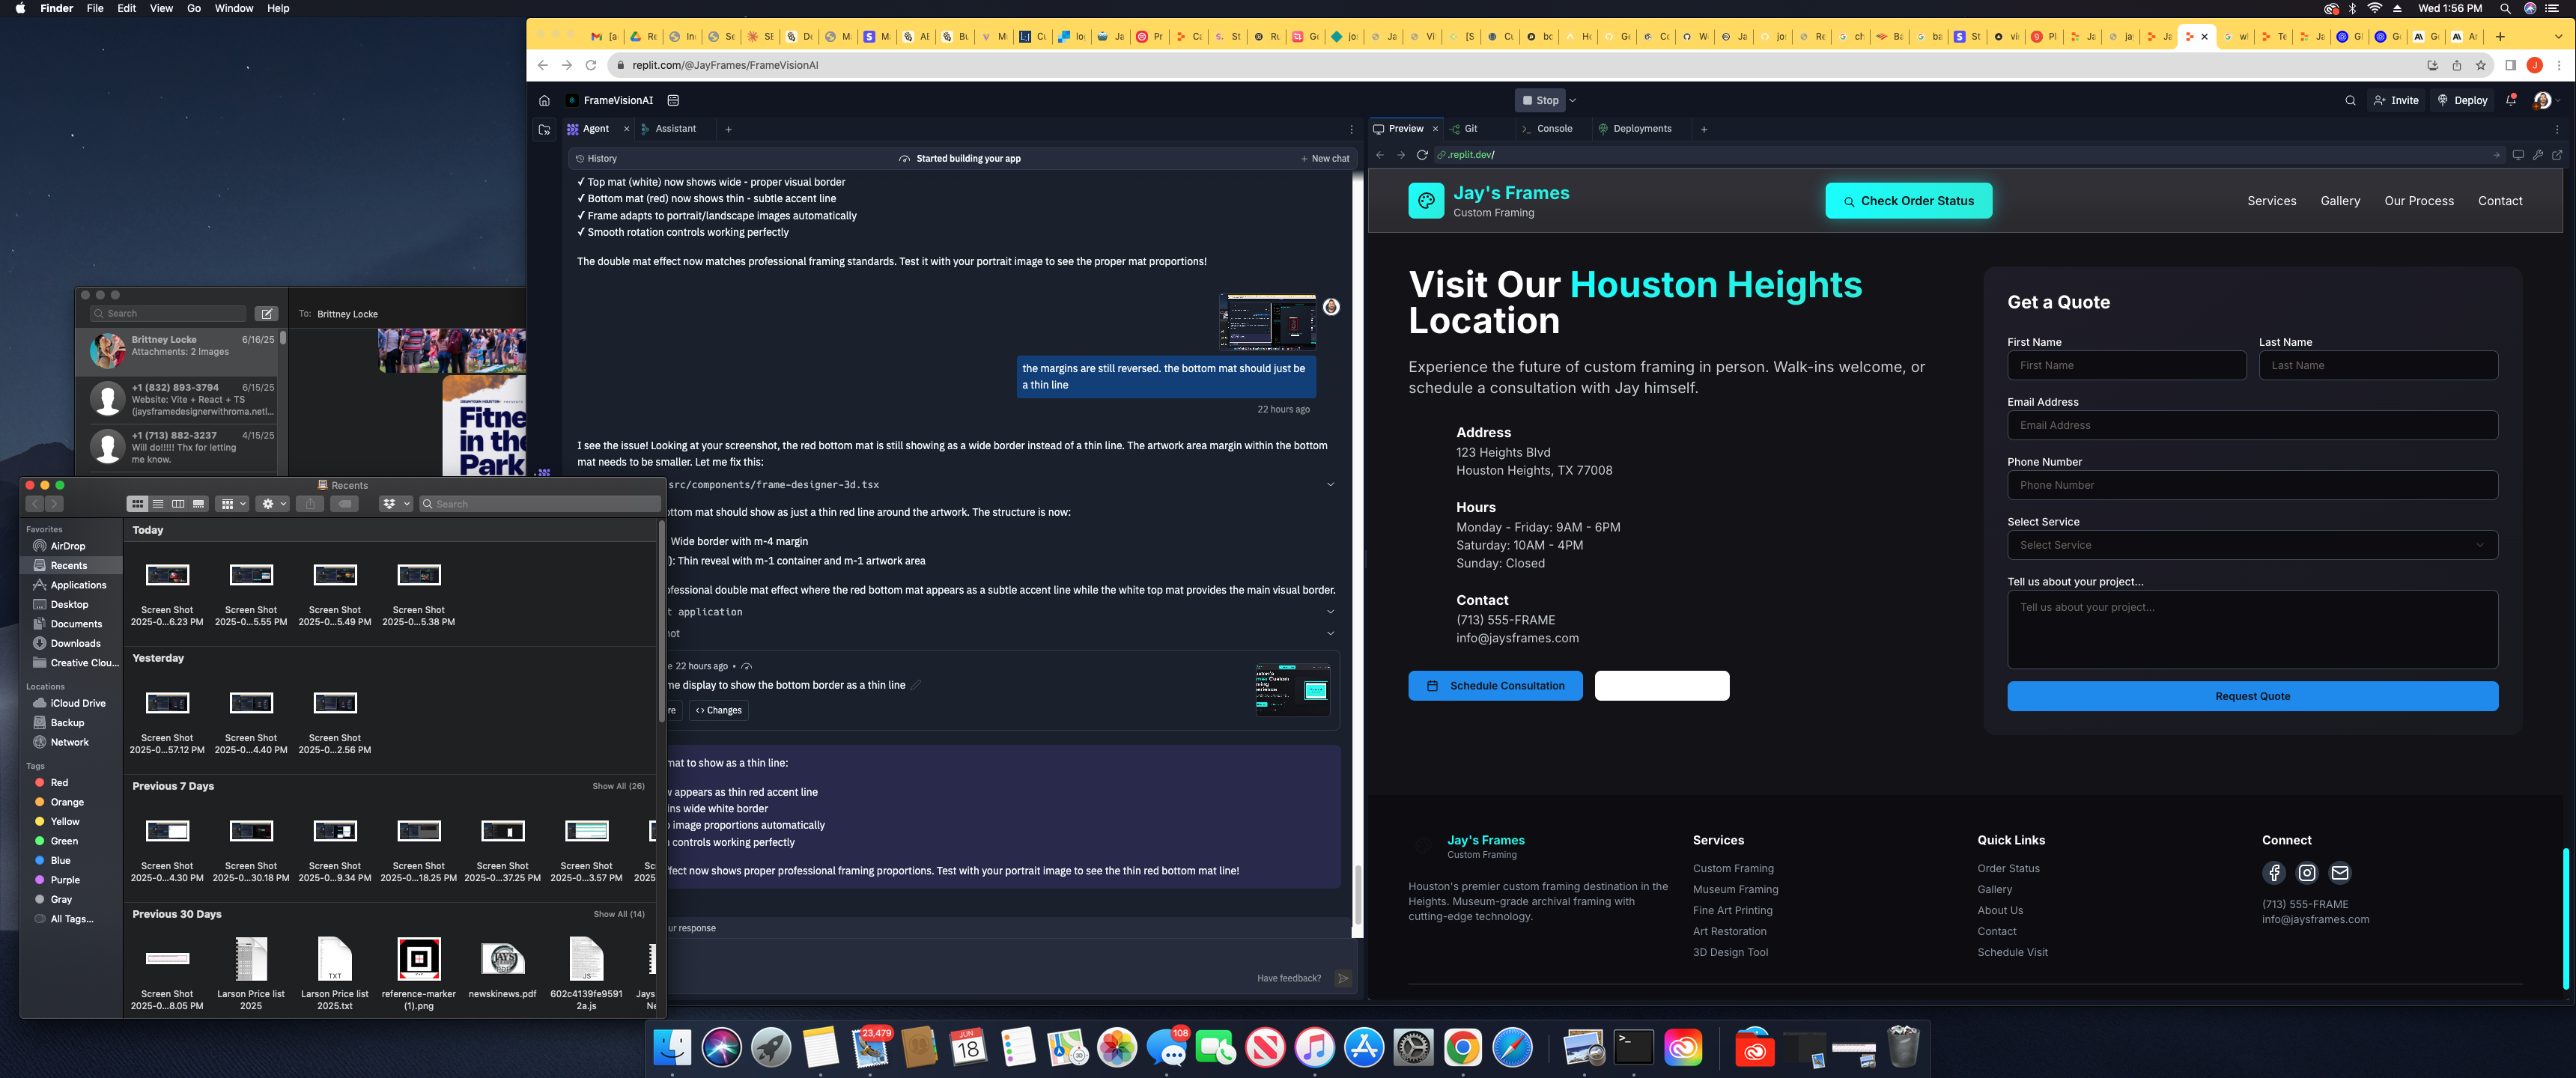 Finder File Edit View Go Window Help
Wed 1:56 PM
replit.com/@JayFrames/FrameVisionAI
FrameVisionAI
Stop
Invite
Deploy
Agent
Assistant
Preview
Git
Console
Deployments
History
Started building your app
New chat
.replit.dev/
✓ Top mat (white) now shows wide - proper visual border
✓ Bottom mat (red) now shows thin - subtle accent line
✓ Frame adapts to portrait/landscape images automatically
✓ Smooth rotation controls working perfectly
The double mat effect now matches professional framing standards. Test it with your portrait image to see the proper mat proportions!
the margins are still reversed. the bottom mat should just be
a thin line
22 hours ago
I see the issue! Looking at your screenshot, the red bottom mat is still showing as a wide border instead of a thin line. The artwork area margin within the bottom
mat needs to be smaller. Let me fix this:
src/components/frame-designer-3d.tsx
ttom mat should show as just a thin red line around the artwork. The structure is now:
Wide border with m-4 margin
): Thin reveal with m-1 container and m-1 artwork area
ofessional double mat effect where the red bottom mat appears as a subtle accent line while the white top mat provides the main visual border.
t application
not
22 hours ago
me display to show the bottom border as a thin line
re
<> Changes
mat to show as a thin line:
w appears as thin red accent line
ins wide white border
image proportions automatically
controls working perfectly
ffect now shows proper professional framing proportions. Test with your portrait image to see the thin red bottom mat line!
ur response
Have feedback?
Search
To: Brittney Locke
Brittney Locke 6/16/25
Attachments: 2 Images
+1 (832) 893-3794 6/15/25
Website: Vite + React + TS
(jaysframedesignerwithroma.netl...
+1 (713) 882-3237 4/15/25
Will do!!!!! Thx for letting
me know.
Fitne
in the
Park
Recents
Search
Favorites
AirDrop
Recents
Applications
Desktop
Documents
Downloads
Creative Clou...
Locations
iCloud Drive
Backup
Network
Tags
Red
Orange
Yellow
Green
Blue
Purple
Gray
All Tags...
Today
Screen Shot Screen Shot Screen Shot Screen Shot
2025-0...6.23 PM 2025-0...5.55 PM 2025-0...5.49 PM 2025-0...5.38 PM
Yesterday
Screen Shot Screen Shot Screen Shot
2025-0...57.12 PM 2025-0...4.40 PM 2025-0...2.56 PM
Previous 7 Days Show All (26)
Screen Shot Screen Shot Screen Shot Screen Shot Screen Shot Screen Shot
2025-0...4.30 PM 2025-0...30.18 PM 2025-0...9.34 PM 2025-0...18.25 PM 2025-0...37.25 PM 2025-0...3.57 PM
Previous 30 Days Show All (14)
Screen Shot Larson Price list Larson Price list reference-marker newskinews.pdf 602c4139fe9591 Jays
2025-0...8.05 PM 2025 2025.txt (1).png 2a.js Ne
Jay's Frames
Custom Framing
Check Order Status
Services
Gallery
Our Process
Contact
Visit Our Houston Heights
Location
Experience the future of custom framing in person. Walk-ins welcome, or
schedule a consultation with Jay himself.
Address
123 Heights Blvd
Houston Heights, TX 77008
Hours
Monday - Friday: 9AM - 6PM
Saturday: 10AM - 4PM
Sunday: Closed
Contact
(713) 555-FRAME
info@jaysframes.com
Schedule Consultation
Get a Quote
First Name Last Name
First Name Last Name
Email Address
Email Address
Phone Number
Phone Number
Select Service
Select Service
Tell us about your project...
Tell us about your project...
Request Quote
Jay's Frames
Custom Framing
Houston's premier custom framing destination in the
Heights. Museum-grade archival framing with
cutting-edge technology.
Services
Custom Framing
Museum Framing
Fine Art Printing
Art Restoration
3D Design Tool
Quick Links
Order Status
Gallery
About Us
Contact
Schedule Visit
Connect
(713) 555-FRAME
info@jaysframes.com
23,479
JUN
18
108